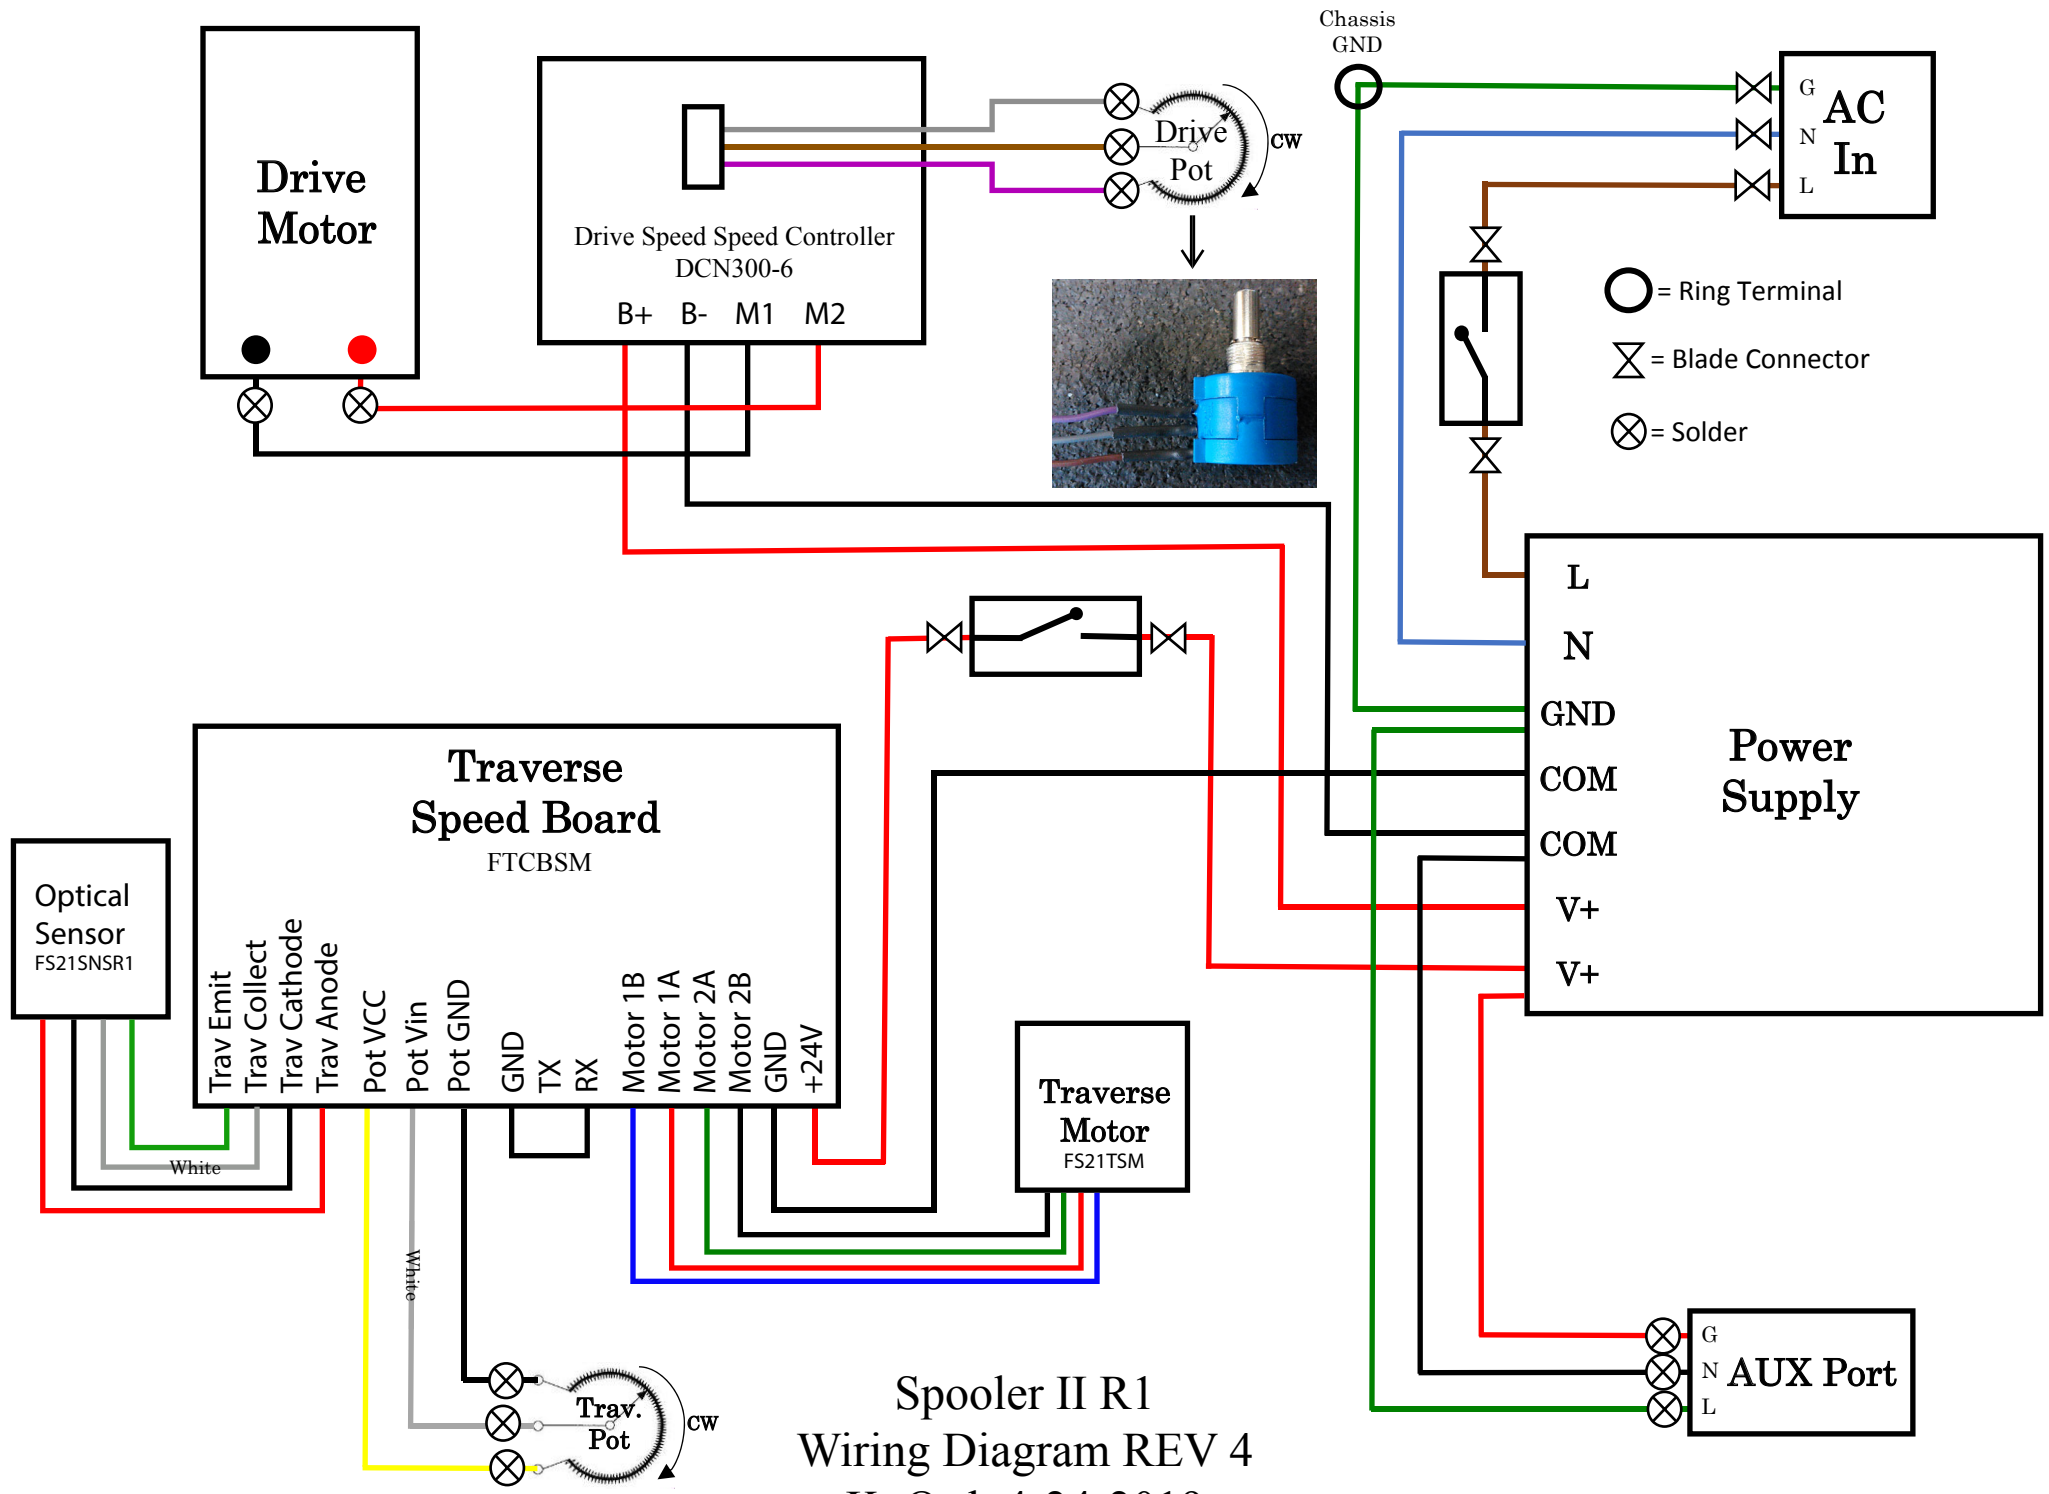 Chassis
GND
Drive
Motor
Drive
Pot
CW
Drive Speed Speed Controller
DCN300-6
B+ B- M1 M2
G
N
L
AC
In
= Ring Terminal
= Blade Connector
= Solder
L
N
GND
COM
COM
V+
V+
Power
Supply
Traverse
Speed Board
FTCBSM
Optical
Sensor
FS21SNSR1
Trav Emit
Trav Collect
Trav Cathode
Trav Anode
Pot VCC
Pot Vin
Pot GND
GND
TX
RX
Motor 1B
Motor 1A
Motor 2A
Motor 2B
GND
+24V
White
White
Traverse
Motor
FS21TSM
Trav.
Pot
CW
G
N
L
AUX Port
Spooler II R1
Wiring Diagram REV 4